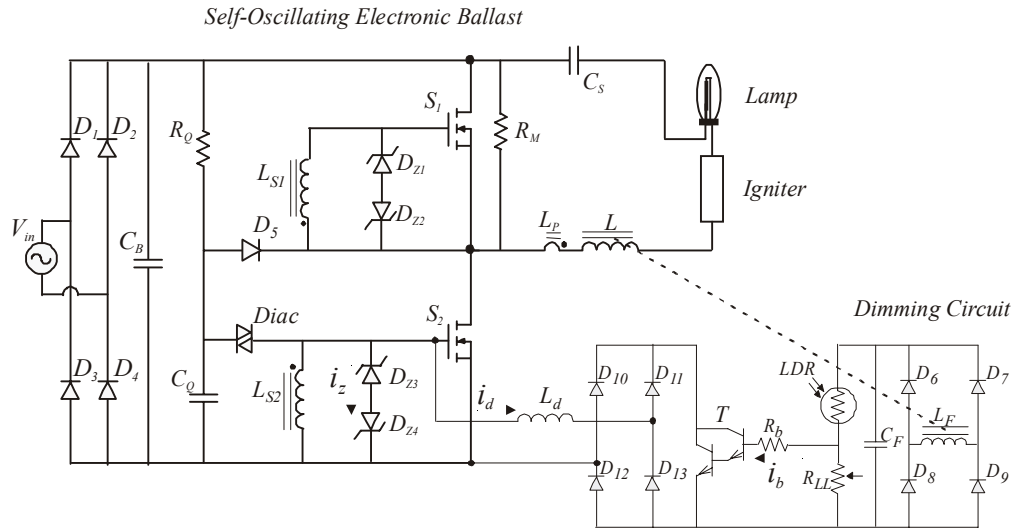 Self-Oscillating Electronic Ballast
C_S
Lamp
S_1
D_1
D_2
R_Q
R_M
D_Z1
L_S1
Igniter
D_Z2
V_in
D_5
L_P
L
C_B
Dimming Circuit
Diac
S_2
D_3
D_4
C_Q
L_S2
i_z
D_Z3
D_Z4
i_d
L_d
D_10
D_11
LDR
D_6
D_7
T
R_b
C_F
L_F
D_12
D_13
i_b
R_LL
D_8
D_9